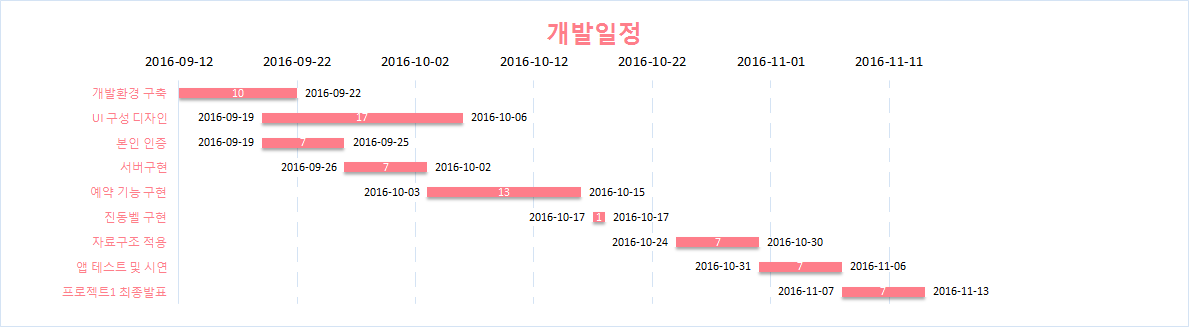 개발일정
2016-09-12 2016-09-22 2016-10-02 2016-10-12 2016-10-22 2016-11-01 2016-11-11
개발환경 구축 10 2016-09-22
UI 구성 디자인 2016-09-19 17 2016-10-06
본인 인증 2016-09-19 7 2016-09-25
서버구현 2016-09-26 7 2016-10-02
예약 기능 구현 2016-10-03 13 2016-10-15
진동벨 구현 2016-10-17 1 2016-10-17
자료구조 적용 2016-10-24 7 2016-10-30
앱 테스트 및 시연 2016-10-31 7 2016-11-06
프로젝트1 최종발표 2016-11-07 7 2016-11-13